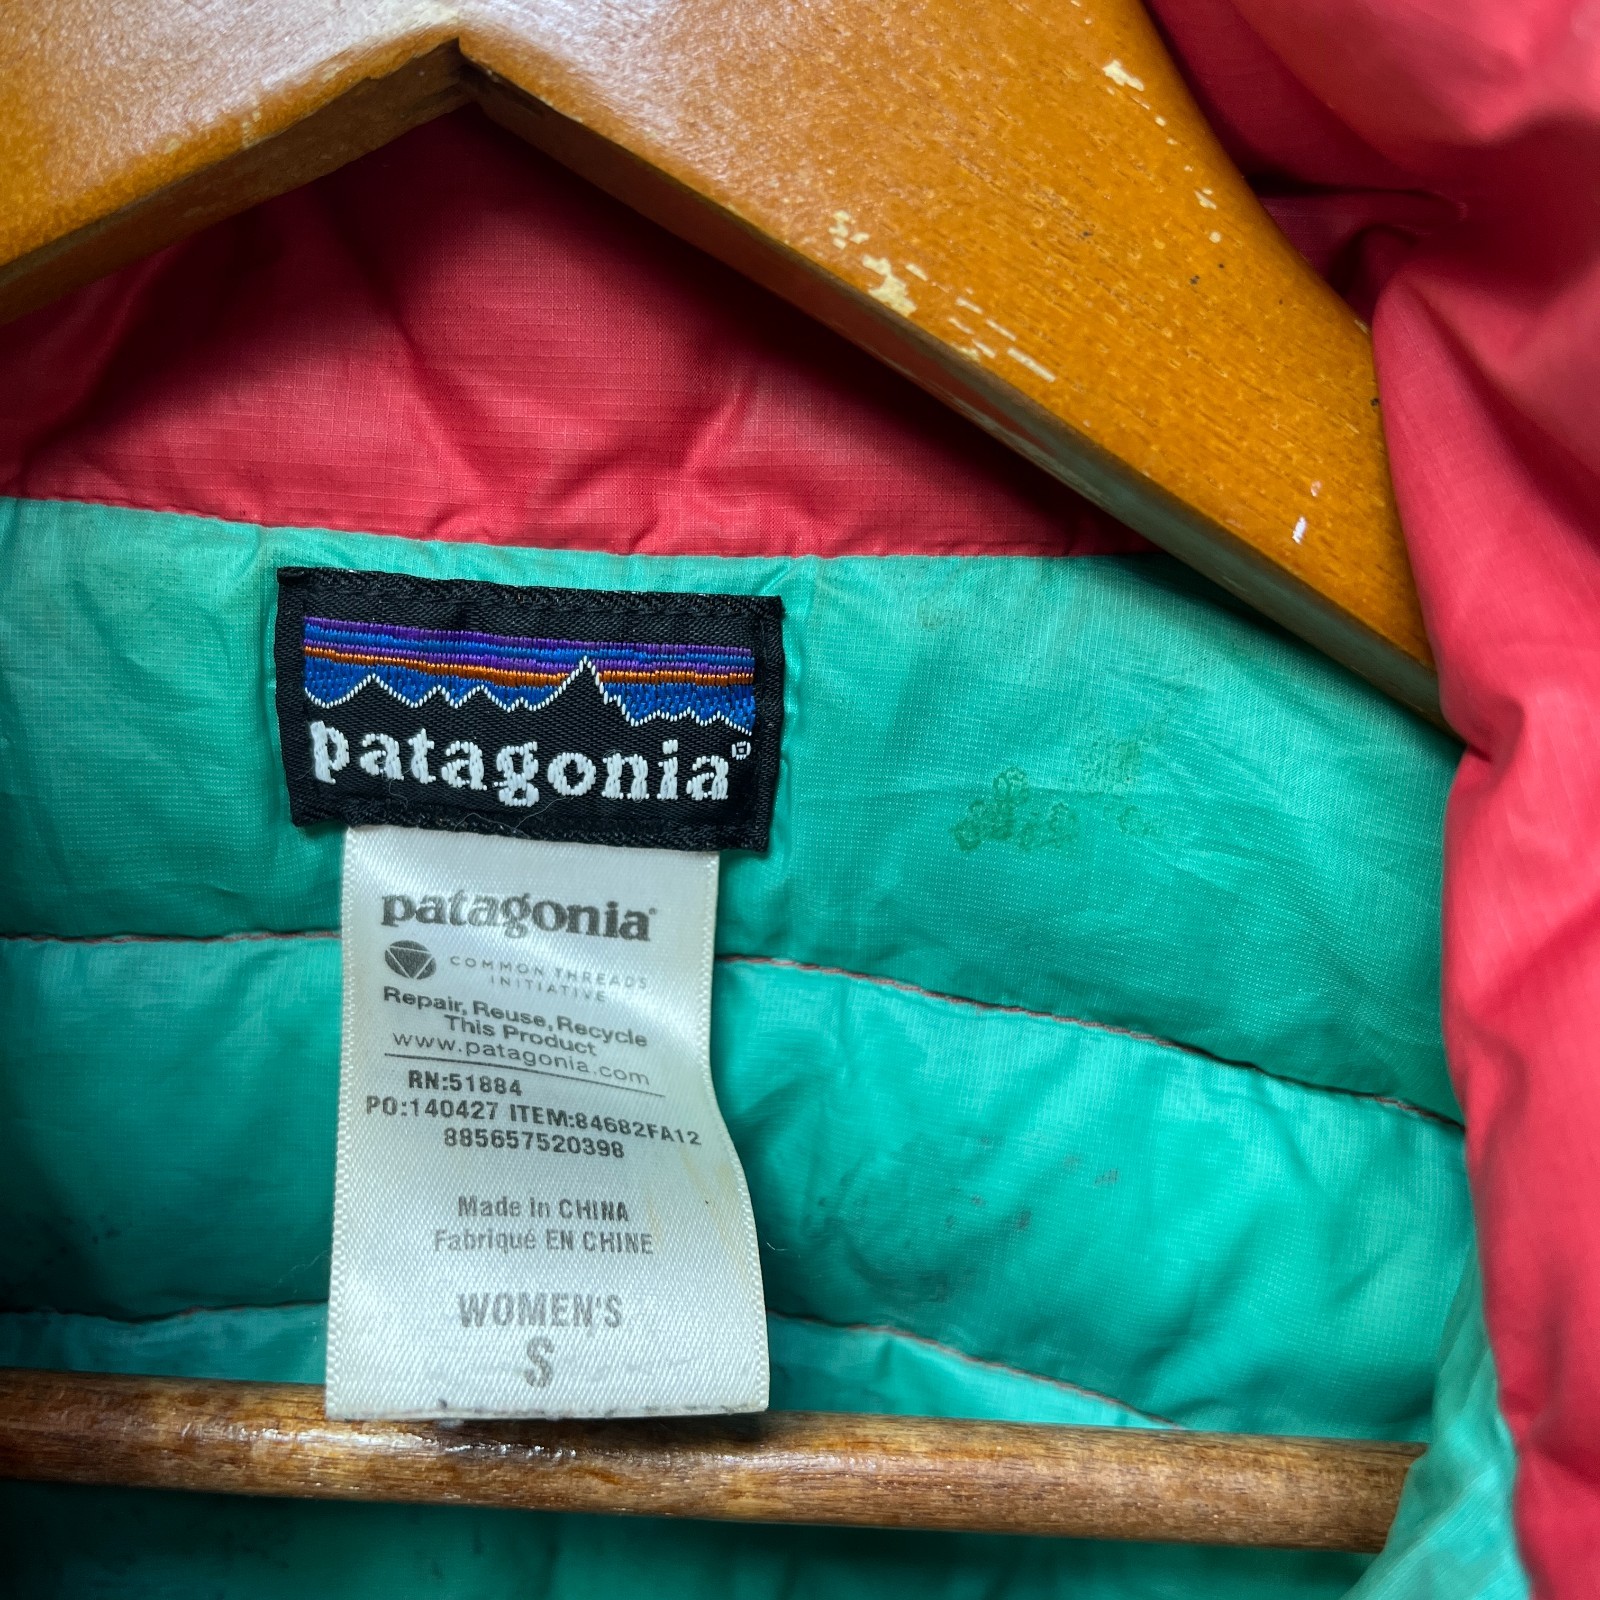 patagonia®
patagonia®
COMMON THREADS
INITIATIVE
Repair, Reuse, Recycle
This Product
www.patagonia.com
RN:51884
PO:140427 ITEM:84682FA12
885657520398
Made in CHINA
Fabriqué EN CHINE
WOMEN'S
S